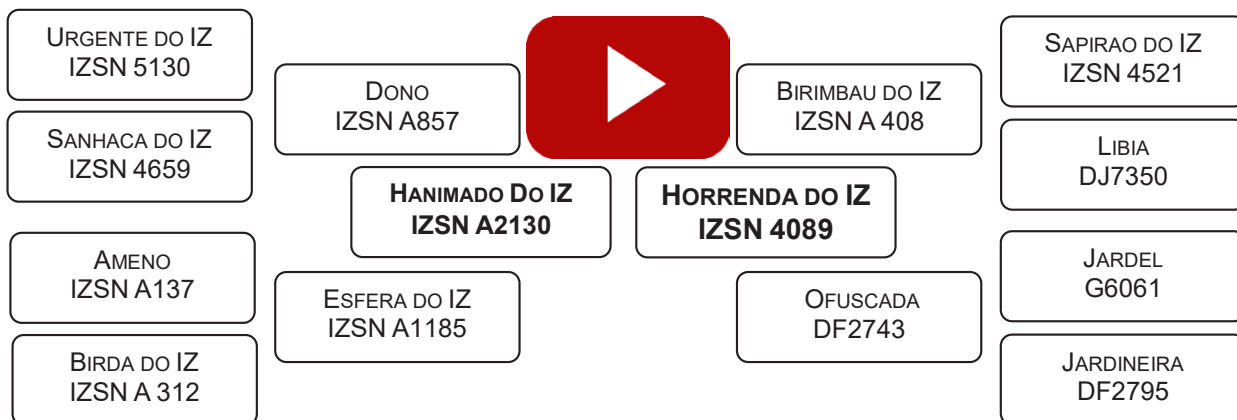 URGENTE DO IZ
IZSN 5130
SANHACA DO IZ
IZSN 4659
AMENO
IZSN A137
BIRDA DO IZ
IZSN A 312
DONO
IZSN A857
ESFERA DO IZ
IZSN A1185
HANIMADO DO IZ
IZSN A2130
HORRENDA DO IZ
IZSN 4089
BIRIMBAU DO IZ
IZSN A 408
OFUSCADA
DF2743
SAPIRAO DO IZ
IZSN 4521
LIBIA
DJ7350
JARDEL
G6061
JARDINEIRA
DF2795